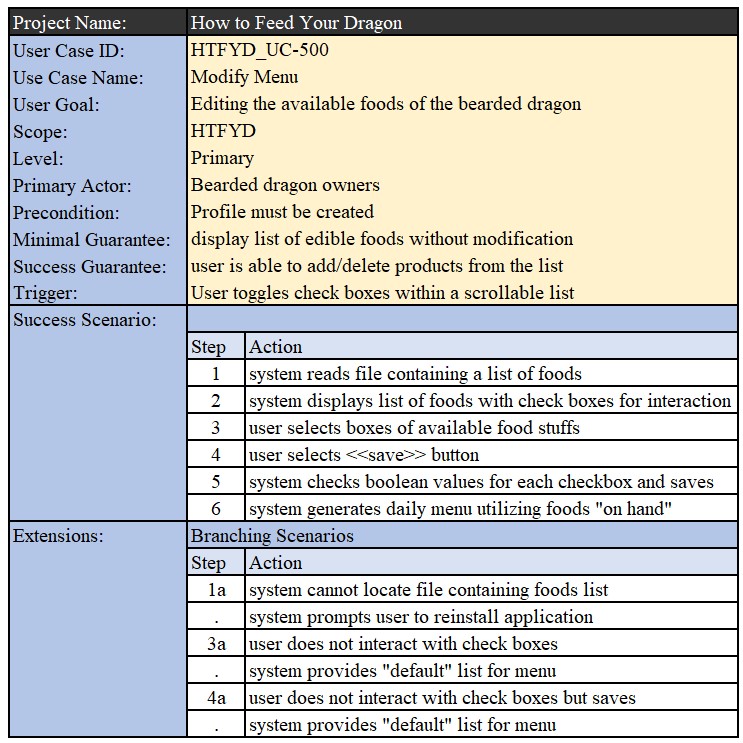 Project Name: How to Feed Your Dragon
User Case ID: HTFYD_UC-500
Use Case Name: Modify Menu
User Goal: Editing the available foods of the bearded dragon
Scope: HTFYD
Level: Primary
Primary Actor: Bearded dragon owners
Precondition: Profile must be created
Minimal Guarantee: display list of edible foods without modification
Success Guarantee: user is able to add/delete products from the list
Trigger: User toggles check boxes within a scrollable list
Success Scenario:
Step Action
1 system reads file containing a list of foods
2 system displays list of foods with check boxes for interaction
3 user selects boxes of available food stuffs
4 user selects <<save>> button
5 system checks boolean values for each checkbox and saves
6 system generates daily menu utilizing foods "on hand"
Extensions: Branching Scenarios
Step Action
1a system cannot locate file containing foods list
. system prompts user to reinstall application
3a user does not interact with check boxes
. system provides "default" list for menu
4a user does not interact with check boxes but saves
. system provides "default" list for menu